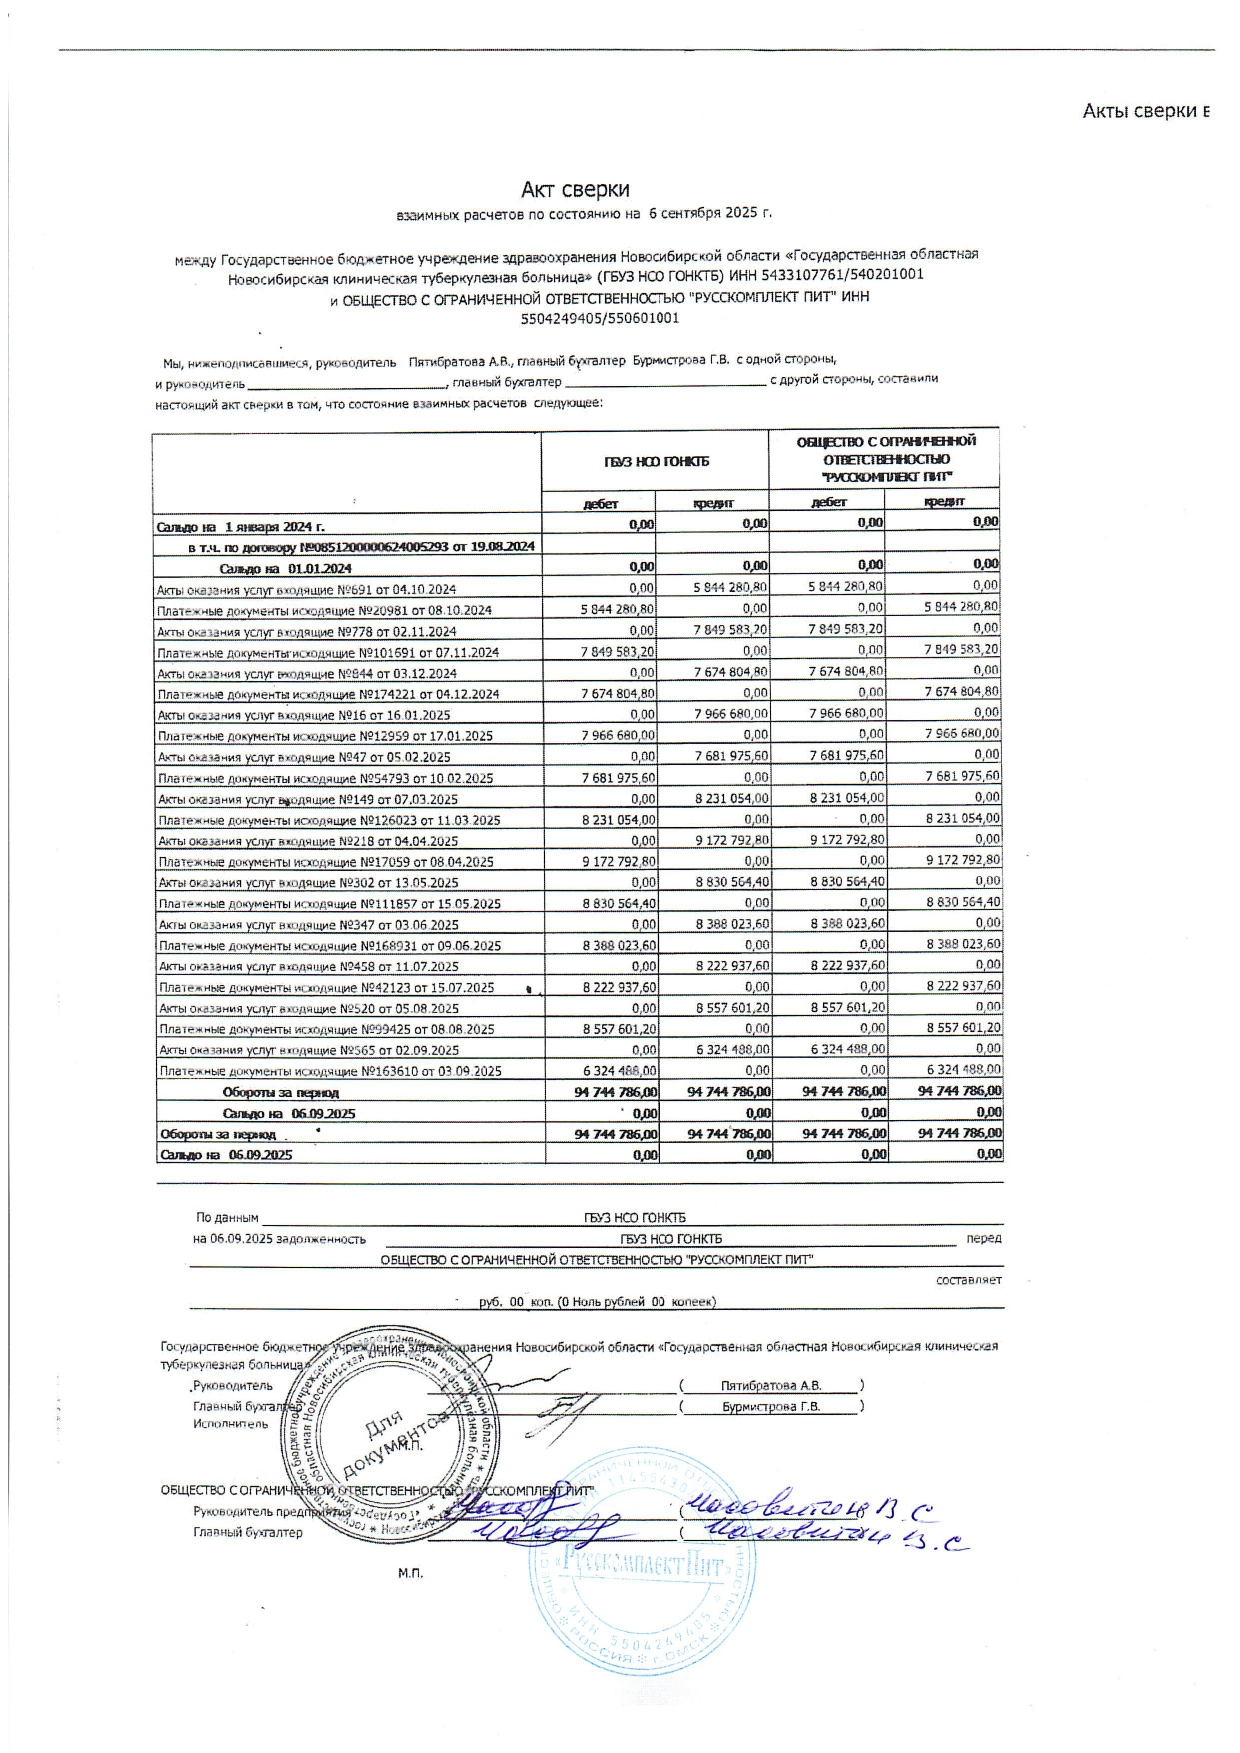 Акты сверки в
Акт сверки
взаимных расчетов по состоянию на 6 сентября 2025 г.
между Государственное бюджетное учреждение здравоохранения Новосибирской области «Государственная областная
Новосибирская клиническая туберкулезная больница» (ГБУЗ НСО ГОНКТБ) ИНН 5433107761/540201001
и ОБЩЕСТВО С ОГРАНИЧЕННОЙ ОТВЕТСТВЕННОСТЬЮ "РУССКОМПЛЕКТ ПИТ" ИНН
5504249405/550601001
Мы, нижеподписавшиеся, руководитель Пятибратова А.В., главный бухгалтер Бурмистрова Г.В. с одной стороны,
и руководитель , главный бухгалтер с другой стороны, составили
настоящий акт сверки в том, что состояние взаимных расчетов следующее:
ГБУЗ НСО ГОНКТБ
ОБЩЕСТВО С ОГРАНИЧЕННОЙ
ОТВЕТСТВЕННОСТЬЮ
"РУССКОМПЛЕКТ ПИТ"
дебет кредит дебет кредит
Сальдо на 1 января 2024 г. 0,00 0,00 0,00 0,00
в т.ч. по договору №0851200000624005293 от 19.08.2024
Сальдо на 01.01.2024 0,00 0,00 0,00 0,00
Акты оказания услуг входящие №691 от 04.10.2024 0,00 5 844 280,80 5 844 280,80 0,00
Платежные документы исходящие №20981 от 08.10.2024 5 844 280,80 0,00 0,00 5 844 280,80
Акты оказания услуг входящие №778 от 02.11.2024 0,00 7 849 583,20 7 849 583,20 0,00
Платежные документы исходящие №101691 от 07.11.2024 7 849 583,20 0,00 0,00 7 849 583,20
Акты оказания услуг входящие №844 от 03.12.2024 0,00 7 674 804,80 7 674 804,80 0,00
Платежные документы исходящие №174221 от 04.12.2024 7 674 804,80 0,00 0,00 7 674 804,80
Акты оказания услуг входящие №16 от 16.01.2025 0,00 7 966 680,00 7 966 680,00 0,00
Платежные документы исходящие №12959 от 17.01.2025 7 966 680,00 0,00 0,00 7 966 680,00
Акты оказания услуг входящие №47 от 05.02.2025 0,00 7 681 975,60 7 681 975,60 0,00
Платежные документы исходящие №54793 от 10.02.2025 7 681 975,60 0,00 0,00 7 681 975,60
Акты оказания услуг входящие №149 от 07.03.2025 0,00 8 231 054,00 8 231 054,00 0,00
Платежные документы исходящие №126023 от 11.03.2025 8 231 054,00 0,00 0,00 8 231 054,00
Акты оказания услуг входящие №218 от 04.04.2025 0,00 9 172 792,80 9 172 792,80 0,00
Платежные документы исходящие №17059 от 08.04.2025 9 172 792,80 0,00 0,00 9 172 792,80
Акты оказания услуг входящие №302 от 13.05.2025 0,00 8 830 564,40 8 830 564,40 0,00
Платежные документы исходящие №111857 от 15.05.2025 8 830 564,40 0,00 0,00 8 830 564,40
Акты оказания услуг входящие №347 от 03.06.2025 0,00 8 388 023,60 8 388 023,60 0,00
Платежные документы исходящие №168931 от 09.06.2025 8 388 023,60 0,00 0,00 8 388 023,60
Акты оказания услуг входящие №458 от 11.07.2025 0,00 8 222 937,60 8 222 937,60 0,00
Платежные документы исходящие №42123 от 15.07.2025 8 222 937,60 0,00 0,00 8 222 937,60
Акты оказания услуг входящие №520 от 05.08.2025 0,00 8 557 601,20 8 557 601,20 0,00
Платежные документы исходящие №99425 от 08.08.2025 8 557 601,20 0,00 0,00 8 557 601,20
Акты оказания услуг входящие №565 от 02.09.2025 0,00 6 324 488,00 6 324 488,00 0,00
Платежные документы исходящие №163610 от 03.09.2025 6 324 488,00 0,00 0,00 6 324 488,00
Обороты за период 94 744 786,00 94 744 786,00 94 744 786,00 94 744 786,00
Сальдо на 06.09.2025 0,00 0,00 0,00 0,00
Обороты за период 94 744 786,00 94 744 786,00 94 744 786,00 94 744 786,00
Сальдо на 06.09.2025 0,00 0,00 0,00 0,00
По данным ГБУЗ НСО ГОНКТБ
на 06.09.2025 задолженность ГБУЗ НСО ГОНКТБ перед
ОБЩЕСТВО С ОГРАНИЧЕННОЙ ОТВЕТСТВЕННОСТЬЮ "РУССКОМПЛЕКТ ПИТ"
составляет
руб. 00 коп. (0 Ноль рублей 00 копеек)
Государственное бюджетное учреждение здравоохранения Новосибирской области «Государственная областная Новосибирская клиническая
туберкулезная больница»
Руководитель ( Пятибратова А.В. )
Главный бухгалтер ( Бурмистрова Г.В. )
Исполнитель
М.П.
Для
документов
ОБЩЕСТВО С ОГРАНИЧЕННОЙ ОТВЕТСТВЕННОСТЬЮ "РУССКОМПЛЕКТ ПИТ"
Руководитель предприятия (
Главный бухгалтер (
«РусскомплектПит»
ИНН 5504249405
РОССИЯ * г.ОМСК
М.П.